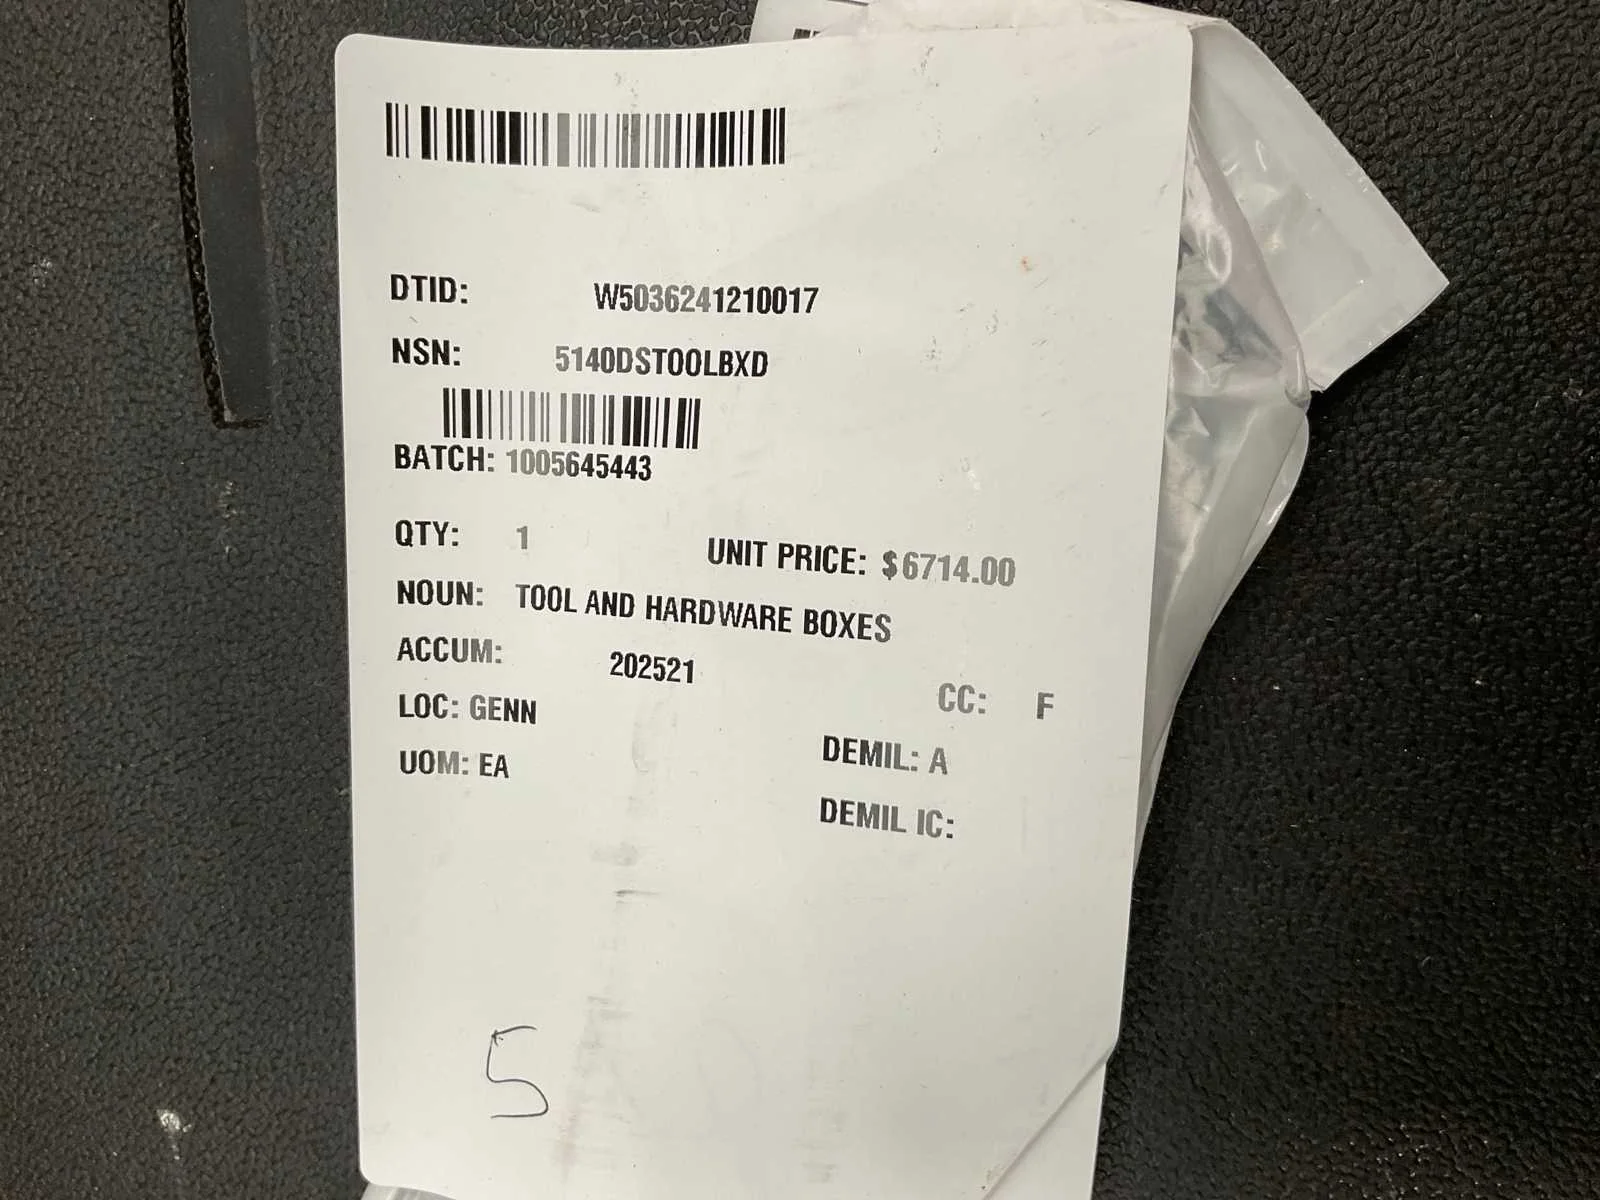 DTID: W5036241210017
NSN: 5140DSTOOLBXD
BATCH: 1005645443
QTY: 1 UNIT PRICE: $6714.00
NOUN: TOOL AND HARDWARE BOXES
ACCUM: 202521
CC: F
LOC: GENN
DEMIL: A
UOM: EA
DEMIL IC:
5